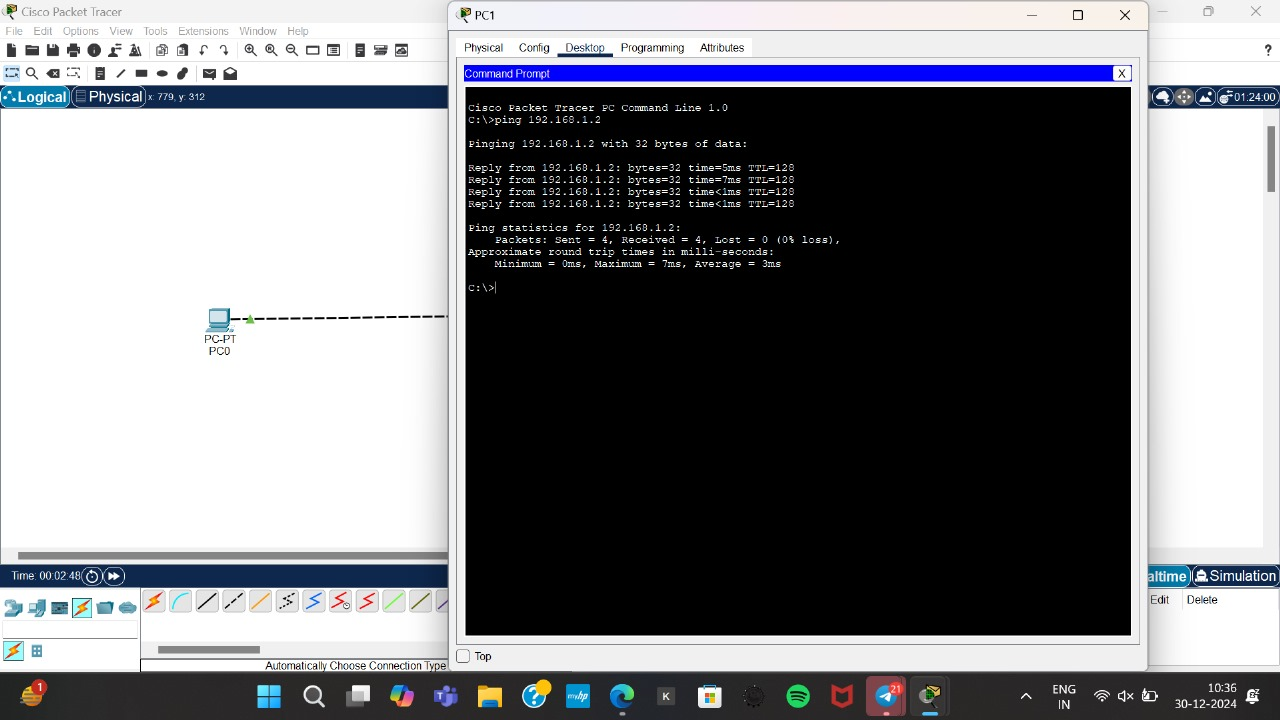 Cisco Packet Tracer
File Edit Options View Tools Extensions Window Help
?
Logical Physical x: 779, y: 312
01:24:00
PC1
Physical Config Desktop Programming Attributes
Command Prompt X
Cisco Packet Tracer PC Command Line 1.0
C:\>ping 192.168.1.2
Pinging 192.168.1.2 with 32 bytes of data:
Reply from 192.168.1.2: bytes=32 time=5ms TTL=128
Reply from 192.168.1.2: bytes=32 time=7ms TTL=128
Reply from 192.168.1.2: bytes=32 time<1ms TTL=128
Reply from 192.168.1.2: bytes=32 time<1ms TTL=128
Ping statistics for 192.168.1.2:
Packets: Sent = 4, Received = 4, Lost = 0 (0% loss),
Approximate round trip times in milli-seconds:
Minimum = 0ms, Maximum = 7ms, Average = 3ms
C:\>
PC-PT
PC0
Top
Time: 00:02:48
altime Simulation
Edit Delete
Automatically Choose Connection Type
1
myhp
K
21
ENG
IN
10:36
30-12-2024